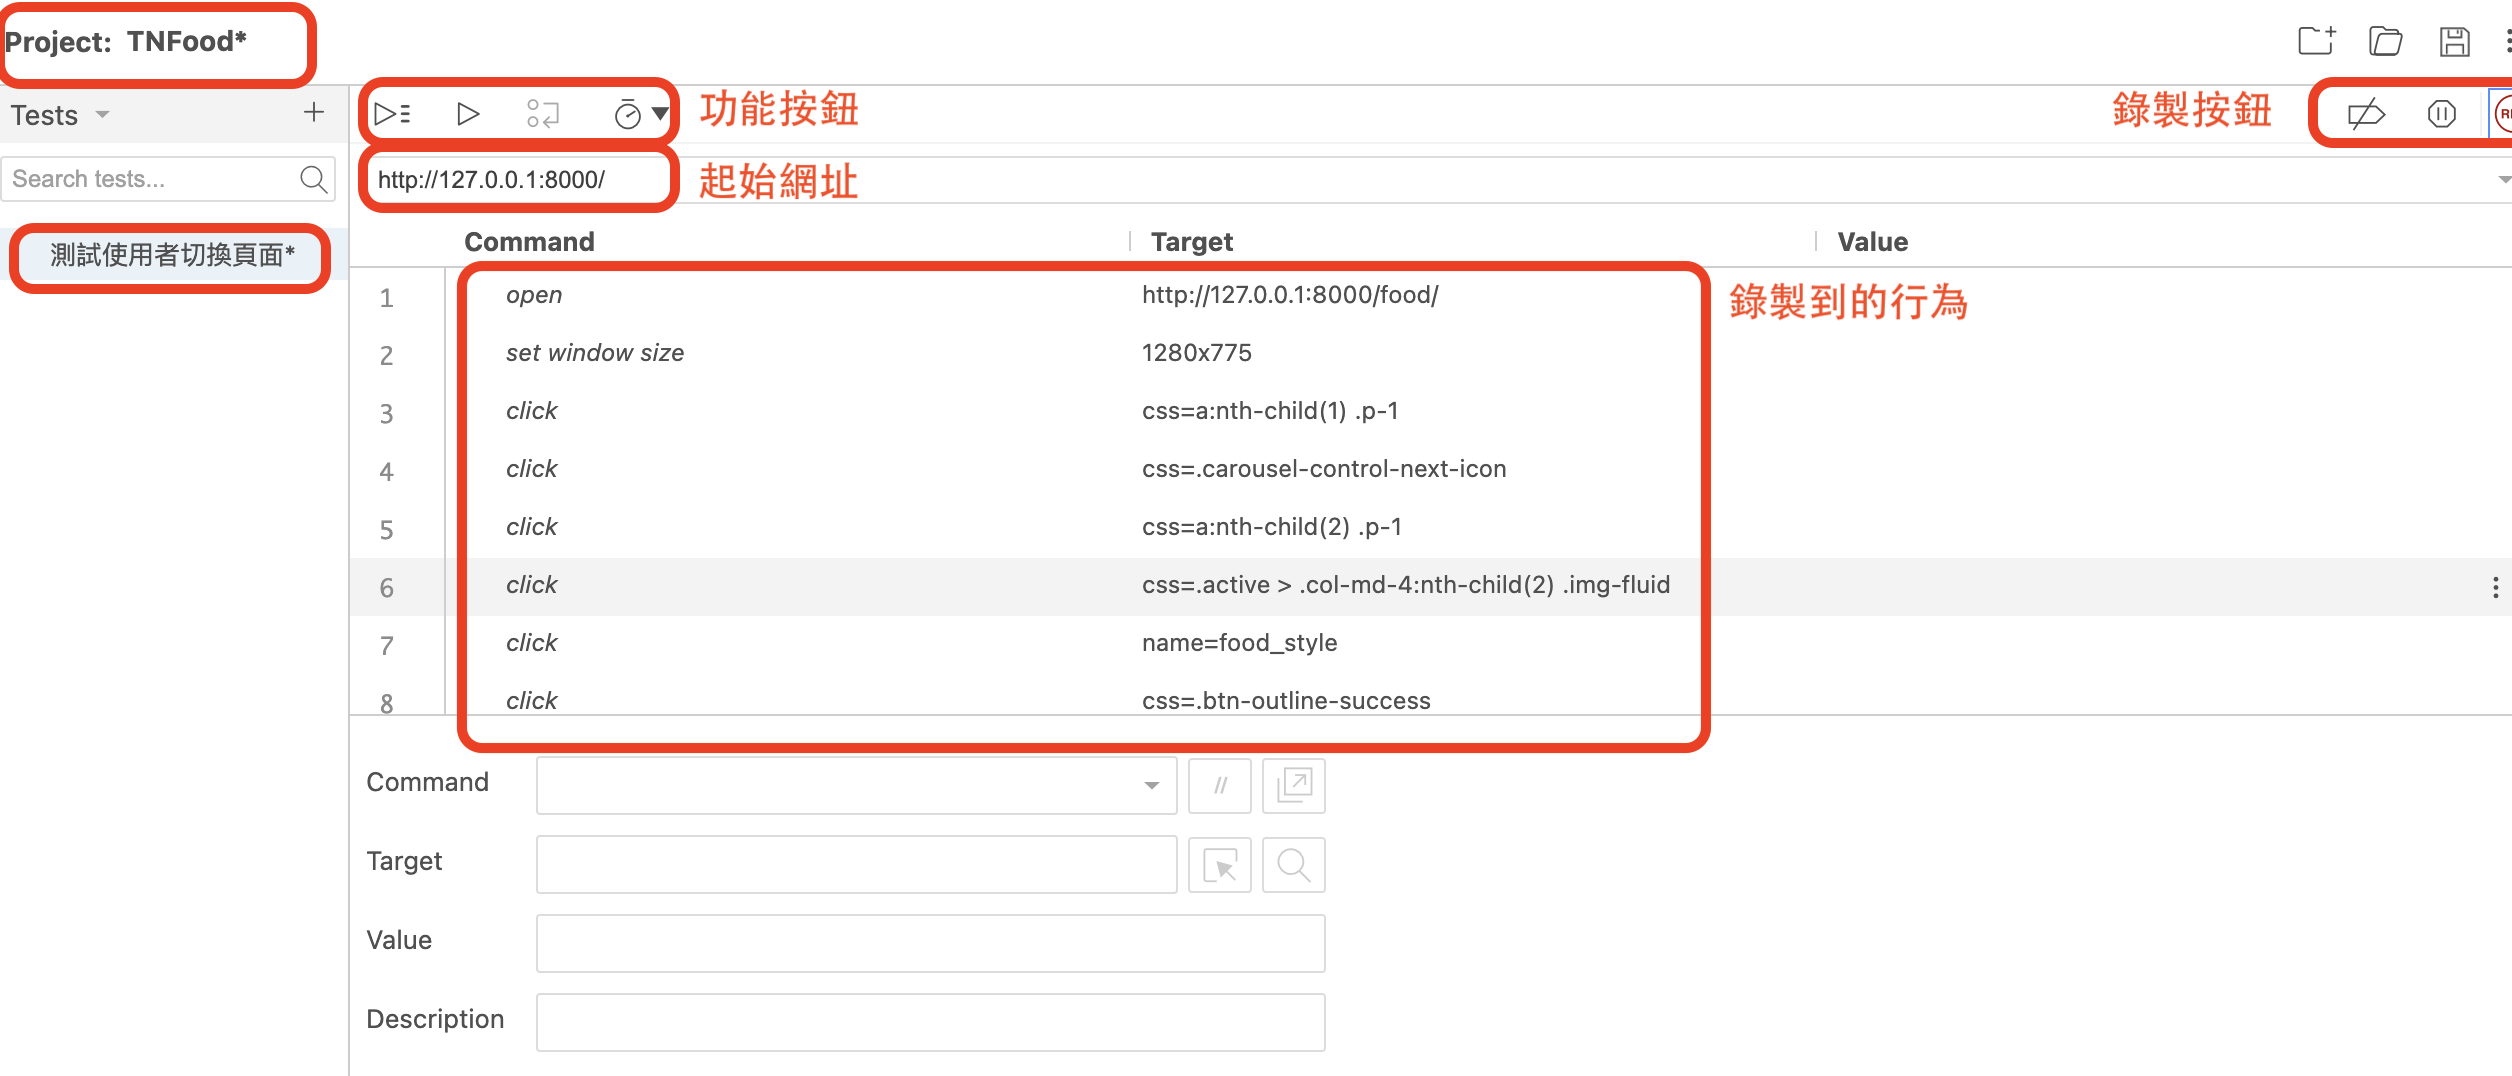 Project: TNFood*
Tests
功能按鈕
錄製按鈕
Search tests...
http://127.0.0.1:8000/
起始網址
測試使用者切換頁面*
Command Target Value
1 open http://127.0.0.1:8000/food/
錄製到的行為
2 set window size 1280x775
3 click css=a:nth-child(1) .p-1
4 click css=.carousel-control-next-icon
5 click css=a:nth-child(2) .p-1
6 click css=.active > .col-md-4:nth-child(2) .img-fluid
7 click name=food_style
8 click css=.btn-outline-success
Command //
Target
Value
Description